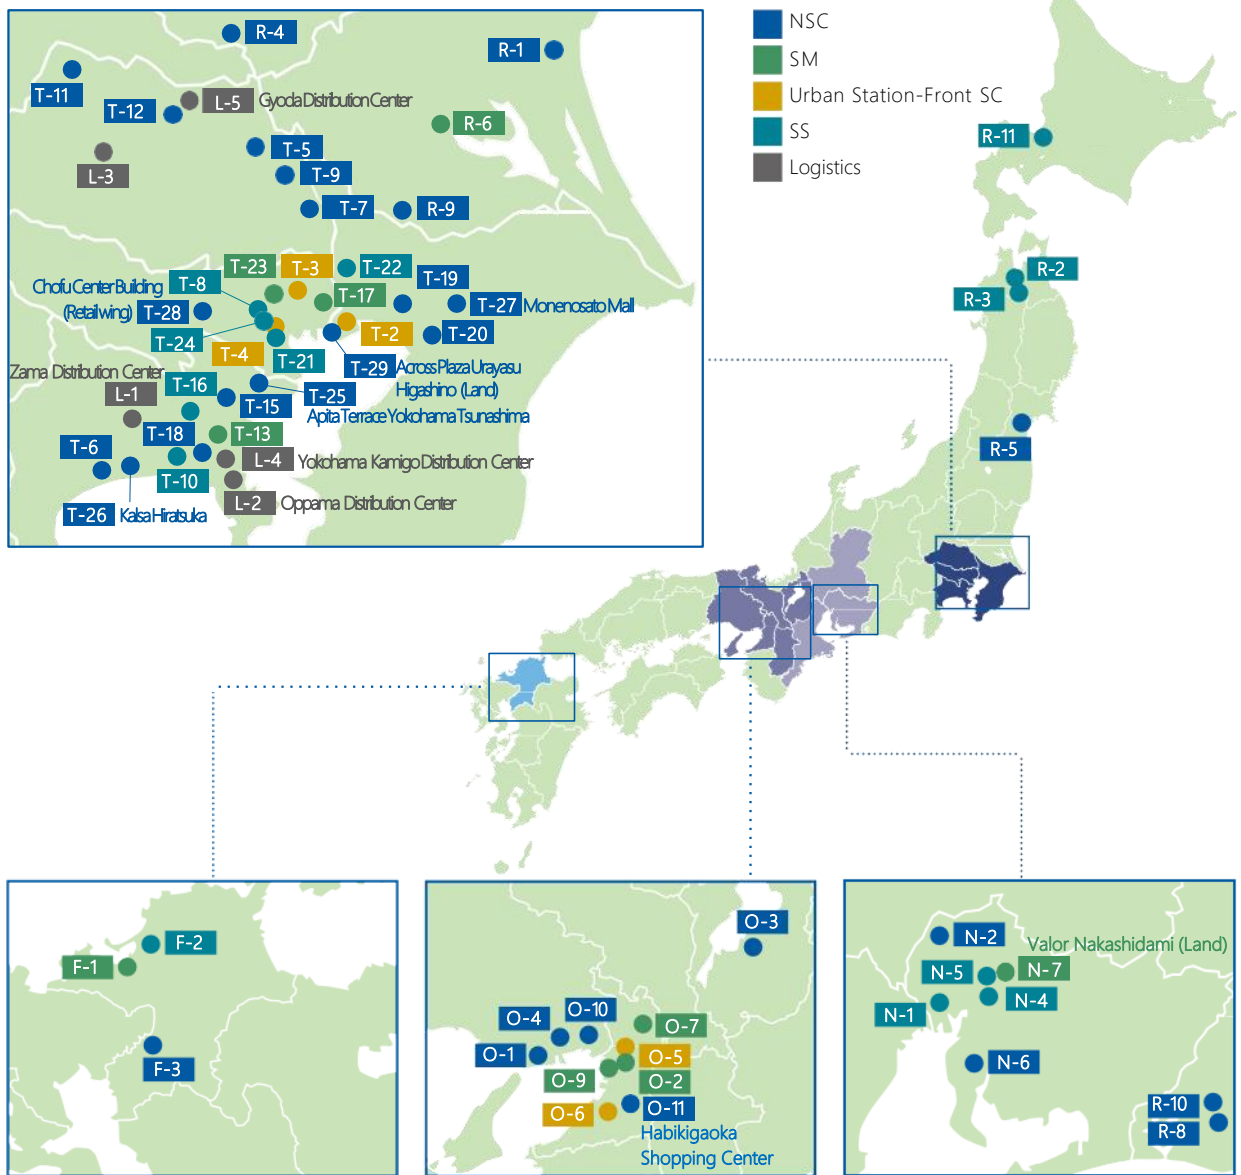 NSC
SM
Urban Station-Front SC
SS
Logistics
R-4
R-1
T-11
T-12
L-5
Gyoda Distribution Center
R-6
L-3
T-5
T-9
T-7
R-9
T-23
T-3
T-22
T-8
T-19
Chofu Center Building
(Retail wing)
T-28
T-17
T-27
Monenosato Mall
T-24
T-4
T-21
T-2
T-20
T-29
Across Plaza Urayasu
Higashino (Land)
Zama Distribution Center
T-16
L-1
T-15
T-25
Apita Terrace Yokohama Tsunashima
T-18
T-13
T-6
T-10
L-4
Yokohama Kamigo Distribution Center
T-26
Kalsa Hiratsuka
L-2
Oppama Distribution Center
R-11
R-2
R-3
R-5
F-2
F-1
F-3
O-3
O-10
O-4
O-7
O-1
O-5
O-9
O-2
O-6
O-11
Habikigaoka
Shopping Center
N-2
Valor Nakashidami (Land)
N-5
N-7
N-1
N-4
N-6
R-10
R-8